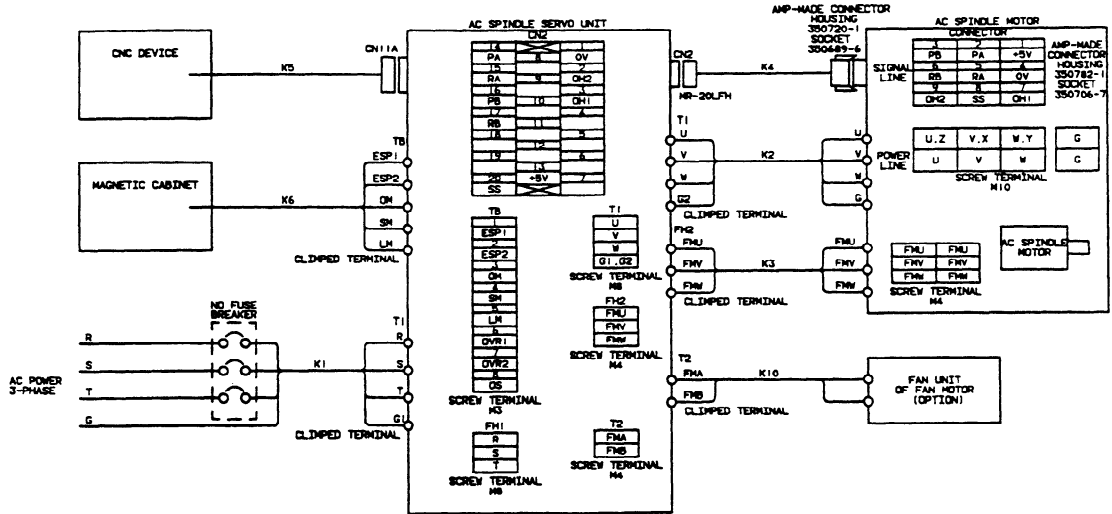 AC SPINDLE SERVO UNIT
CN2
14 1
PA 8 0V
15 2
RA 9 OH2
16 3
PB 10 OH1
17 4
RB 11
18 5
12
19 6
13
20 +5V 7
SS
CNC DEVICE
K5
CN11A
CN2
MR-20LFH
K4
AMP-MADE CONNECTOR
HOUSING
350720-1
SOCKET
350689-6
AC SPINDLE MOTOR
CONNECTOR
SIGNAL
LINE
3 2 1
PB PA +5V
6 5 4
RB RA 0V
9 8 7
OH2 SS OH1
AMP-MADE
CONNECTOR
HOUSING
350782-1
SOCKET
350706-7
MAGNETIC CABINET
K6
TB
ESP1
ESP2
OM
SM
LM
CLIMPED TERMINAL
T1
U
V
W
G2
CLIMPED TERMINAL
K2
U
V
W
G
POWER
LINE
U.Z V.X W.Y G
U V W G
SCREW TERMINAL
M10
TB
1
ESP1
2
ESP2
3
OM
4
SM
5
LM
6
OVR1
7
OVR2
8
OS
SCREW TERMINAL
M3
T1
U
V
W
G1.G2
SCREW TERMINAL
FH2
FMU
FMV
FMW
CLIMPED TERMINAL
K3
FMU
FMV
FMW
FMU FMU
FMV FMV
FMW FMW
SCREW TERMINAL
M4
AC SPINDLE
MOTOR
FH2
FMU
FMV
FMW
SCREW TERMINAL
M4
NO FUSE
BREAKER
AC POWER
3-PHASE
R
S
T
G
K1
T1
R
S
T
G1
CLIMPED TERMINAL
FM1
R
S
T
SCREW TERMINAL
T2
FMA
FMB
SCREW TERMINAL
M4
T2
FMA
FMB
CLIMPED TERMINAL
K10
FAN UNIT
OF FAN MOTOR
(OPTION)